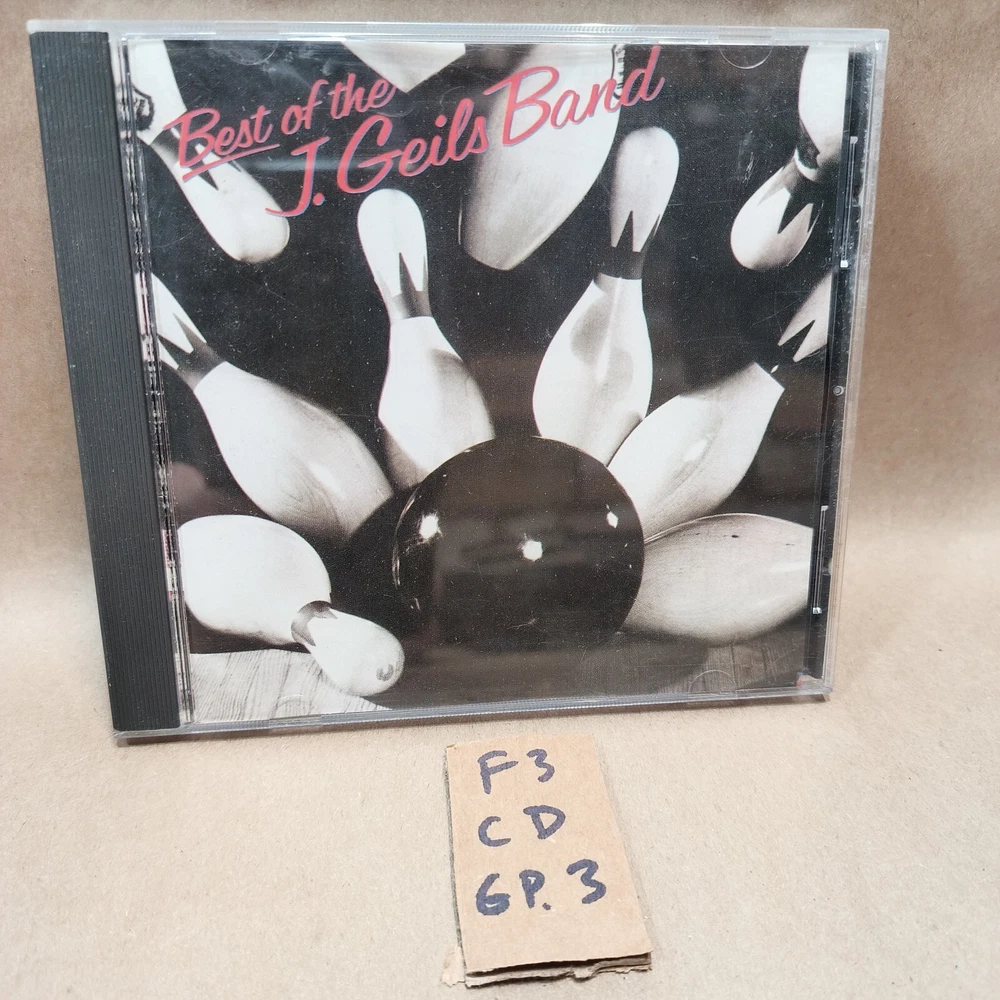 Best of the
J. Geils Band
F3
CD
GP. 3